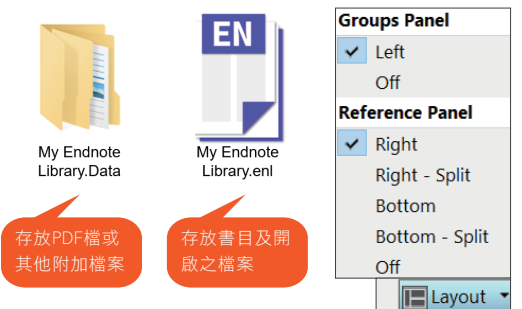 EN
My Endnote
Library.Data
My Endnote
Library.enl
存放PDF檔或
其他附加檔案
存放書目及開
啟之檔案
Groups Panel
Left
Off
Reference Panel
Right
Right - Split
Bottom
Bottom - Split
Off
Layout